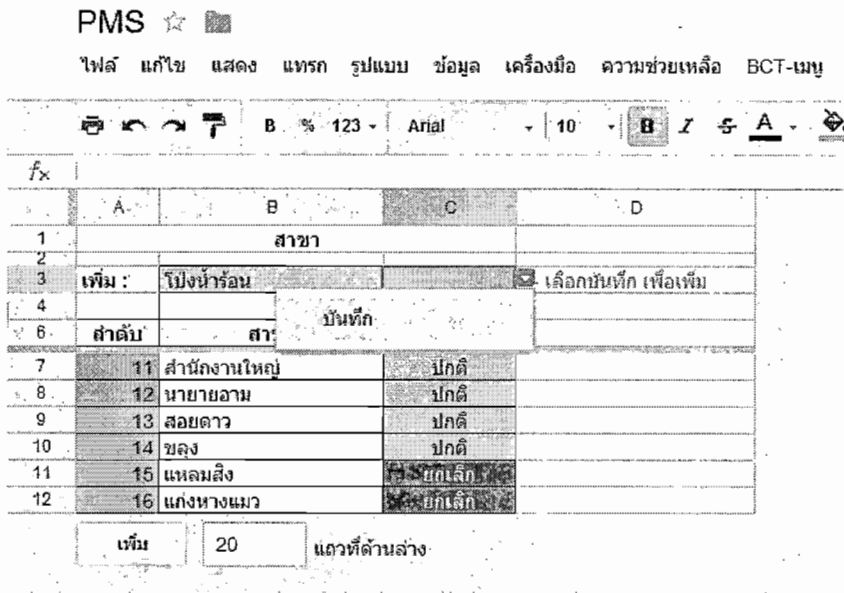 PMS
ไฟล์ แก้ไข แสดง แทรก รูปแบบ ข้อมูล เครื่องมือ ความช่วยเหลือ BCT-เมนู
B % 123 Arial 10 B I S A
fx
A B C D
1 สาขา
2
3 เพิ่ม : โป่งน้ำร้อน เลือกบันทึก เพื่อเพิ่ม
4
บันทึก
6 ลำดับ
7 11 สำนักงานใหญ่ ปกติ
8 12 นายายอาม ปกติ
9 13 สอยดาว ปกติ
10 14 ขลุง ปกติ
11 15 แหลมสิง ยกเลิก
12 16 แก่งหางแมว ยกเลิก
เพิ่ม 20 แถวที่ด้านล่าง